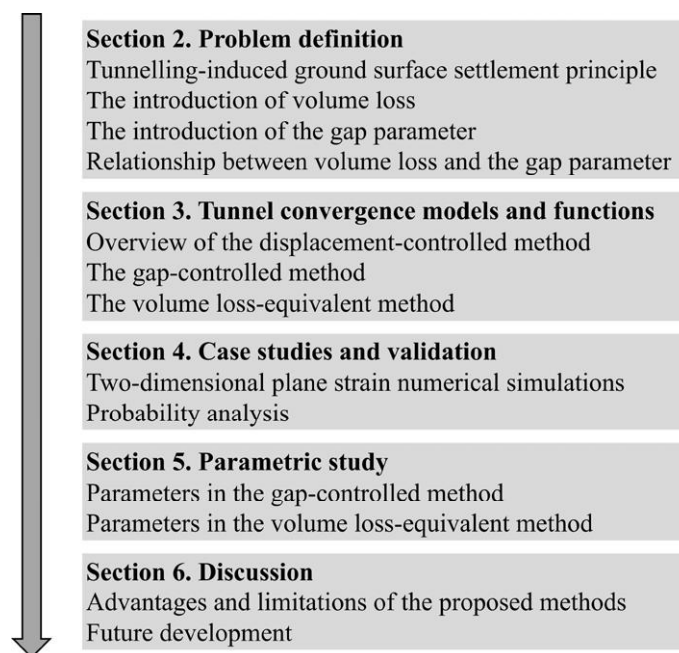 Section 2. Problem definition
Tunnelling-induced ground surface settlement principle
The introduction of volume loss
The introduction of the gap parameter
Relationship between volume loss and the gap parameter
Section 3. Tunnel convergence models and functions
Overview of the displacement-controlled method
The gap-controlled method
The volume loss-equivalent method
Section 4. Case studies and validation
Two-dimensional plane strain numerical simulations
Probability analysis
Section 5. Parametric study
Parameters in the gap-controlled method
Parameters in the volume loss-equivalent method
Section 6. Discussion
Advantages and limitations of the proposed methods
Future development